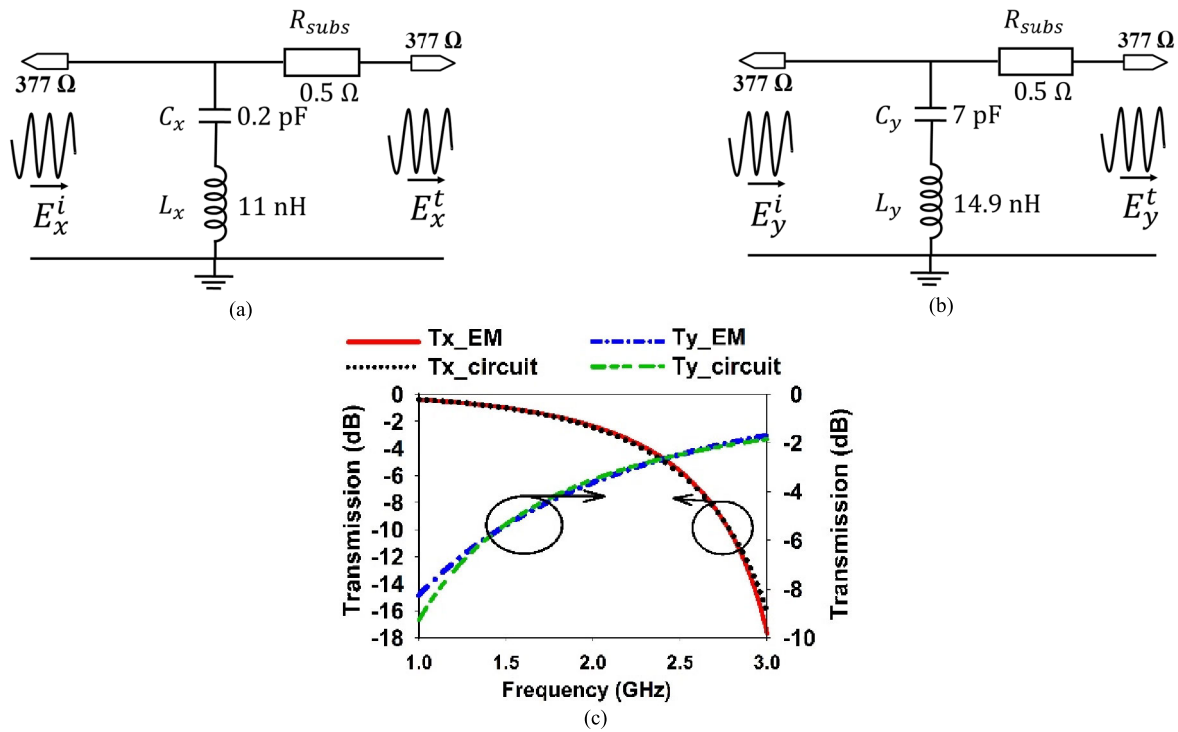 R_subs
377 Ω
377 Ω
0.5 Ω
C_x 0.2 pF
L_x 11 nH
E_x^i
E_x^t
(a)
R_subs
377 Ω
377 Ω
0.5 Ω
C_y 7 pF
L_y 14.9 nH
E_y^i
E_y^t
(b)
Tx_EM
Ty_EM
Tx_circuit
Ty_circuit
Transmission (dB)
0
-2
-4
-6
-8
-10
-12
-14
-16
-18
0
-2
-4
-6
-8
-10
Transmission (dB)
1.0 1.5 2.0 2.5 3.0
Frequency (GHz)
(c)